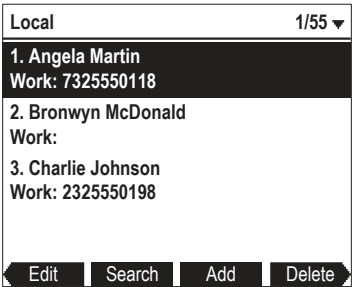 Local 1/55
1. Angela Martin
Work: 7325550118
2. Bronwyn McDonald
Work:
3. Charlie Johnson
Work: 2325550198
Edit Search Add Delete